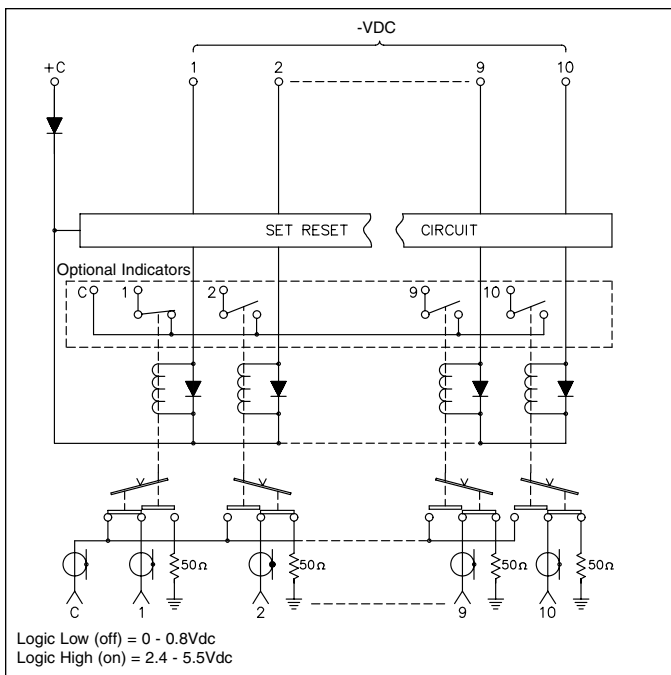 -VDC
+C 1 2 9 10
SET RESET CIRCUIT
Optional Indicators
C 1 2 9 10
50Ω 50Ω 50Ω 50Ω
C 1 2 9 10
Logic Low (off) = 0 - 0.8Vdc
Logic High (on) = 2.4 - 5.5Vdc